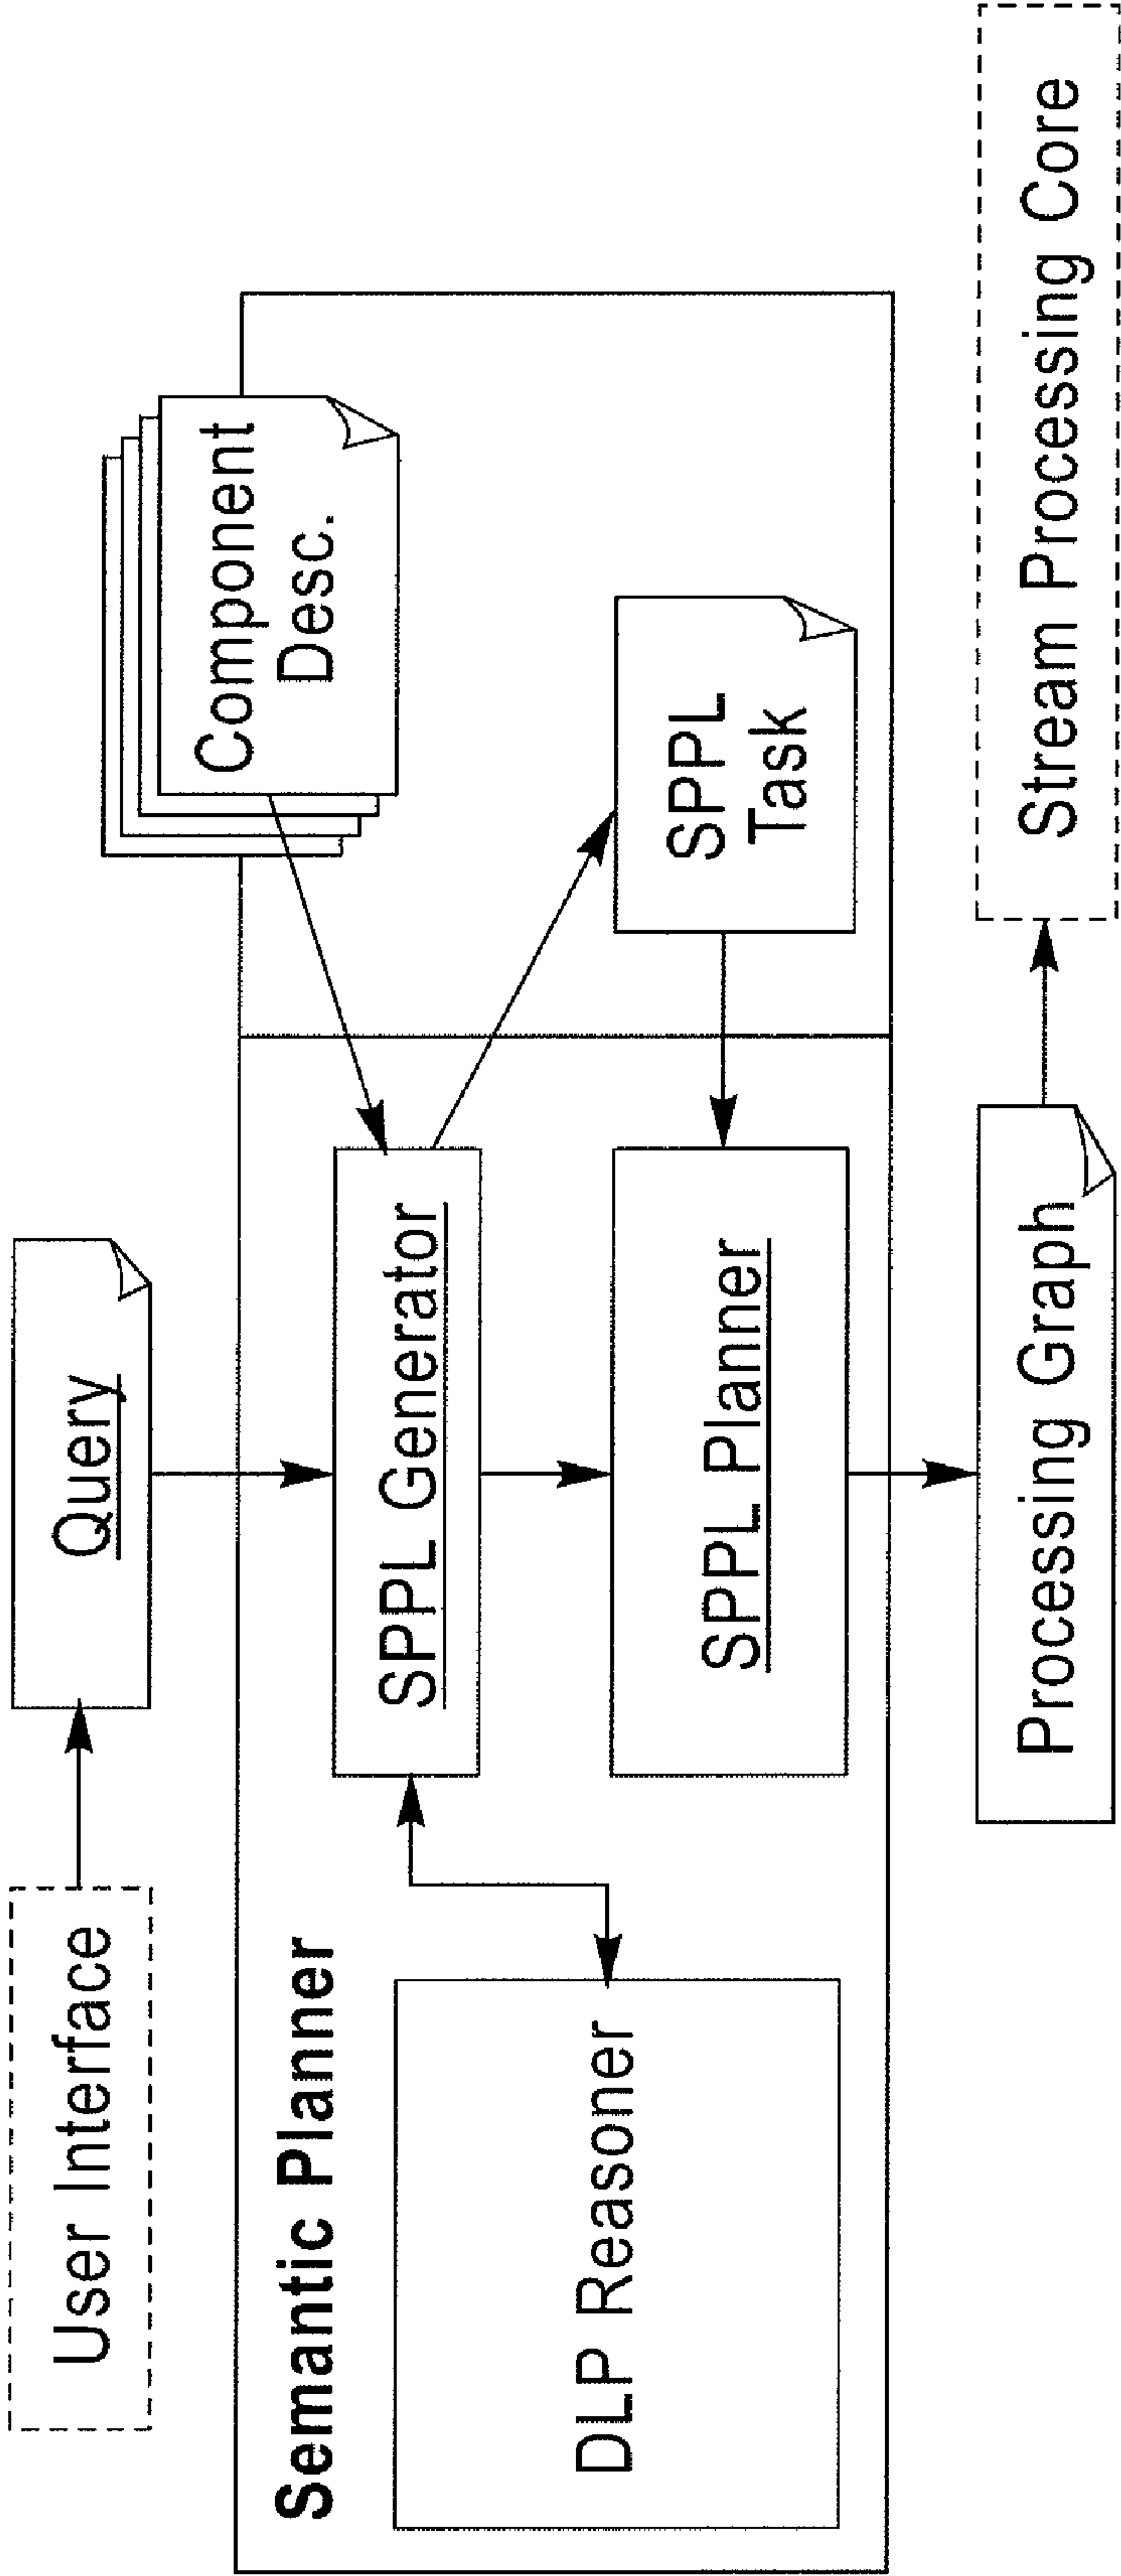 User Interface
Query
Semantic Planner
Component
Desc.
SPPL Generator
DLP Reasoner
SPPL
Task
SPPL Planner
Processing Graph
Stream Processing Core